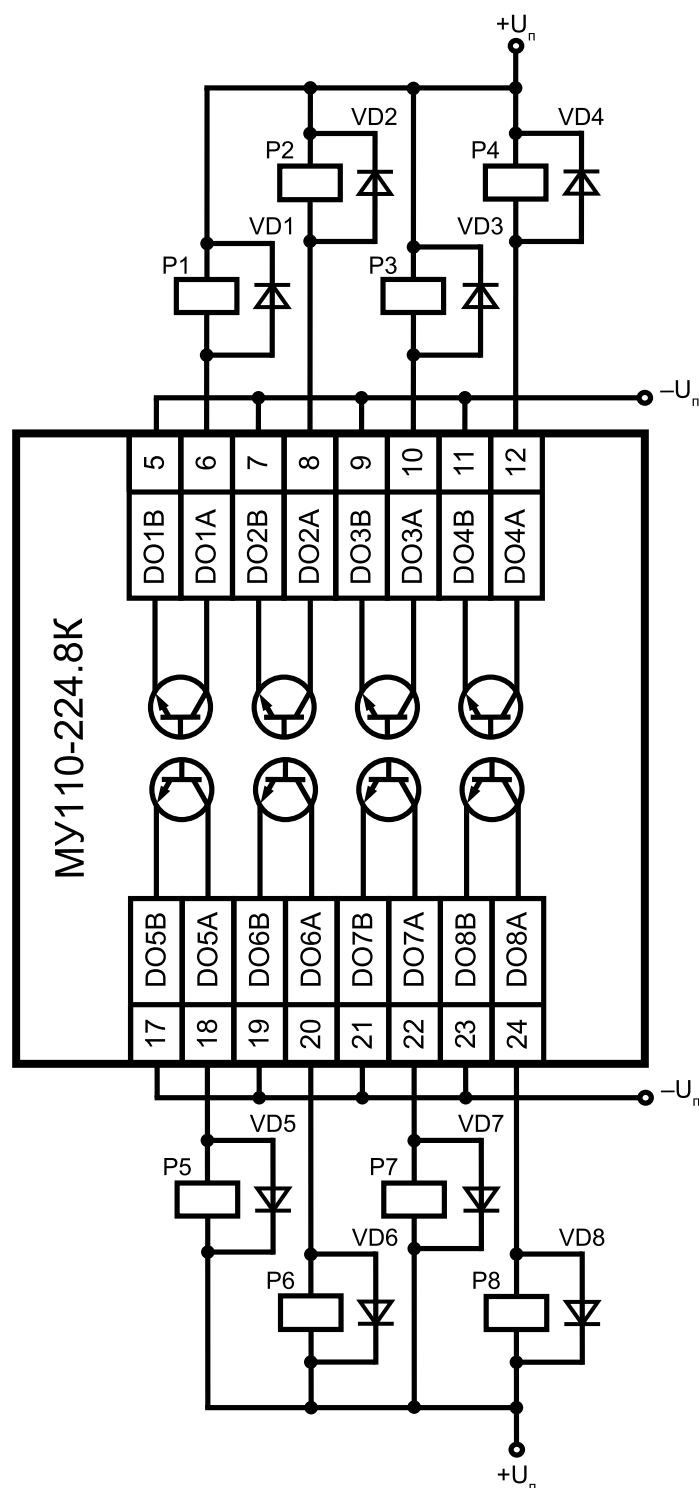 +Uп
VD2
VD4
P2
P4
VD1
VD3
P1
P3
–Uп
5
6
7
8
9
10
11
12
DO1B
DO1A
DO2B
DO2A
DO3B
DO3A
DO4B
DO4A
МУ110-224.8К
DO5B
DO5A
DO6B
DO6A
DO7B
DO7A
DO8B
DO8A
17
18
19
20
21
22
23
24
–Uп
VD5
VD7
P5
P7
VD6
VD8
P6
P8
+Uп